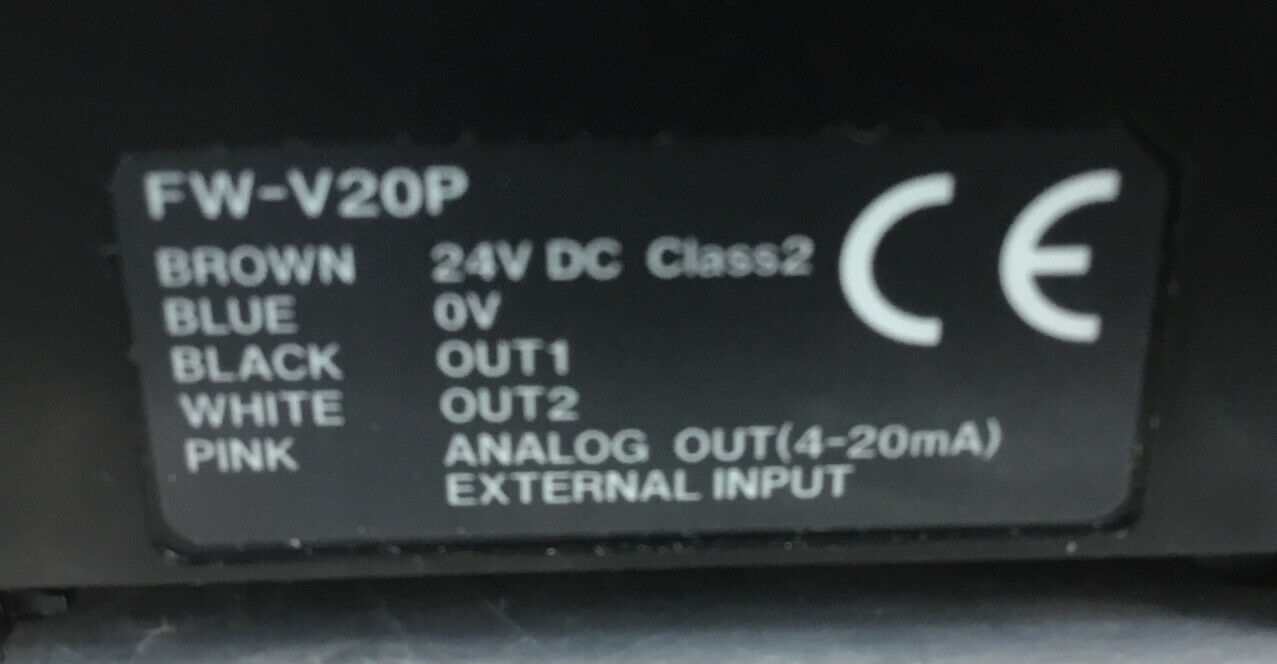 FW-V20P
BROWN 24V DC Class2
BLUE 0V
BLACK OUT1
WHITE OUT2
PINK ANALOG OUT(4-20mA)
EXTERNAL INPUT
CE